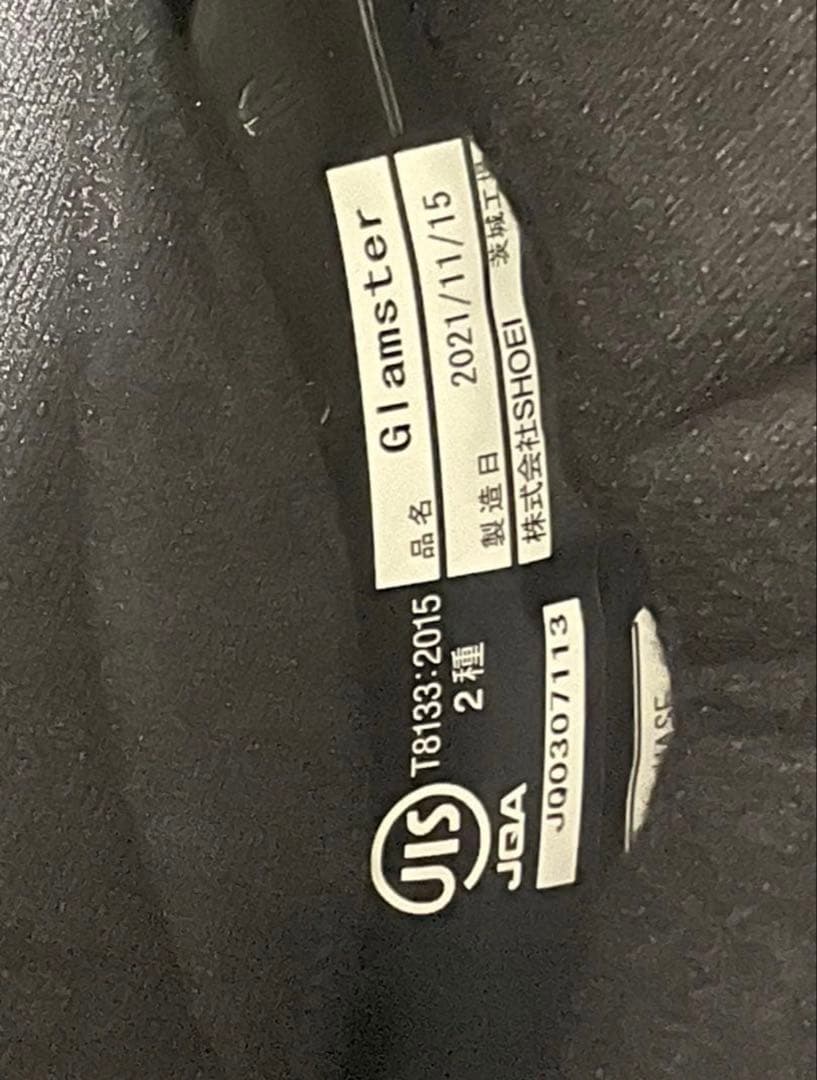 品名 Glamster
製造日 2021/11/15
株式会社SHOEI 茨城工
T8133:2015
2種
JIS
JQA
JQ0307113